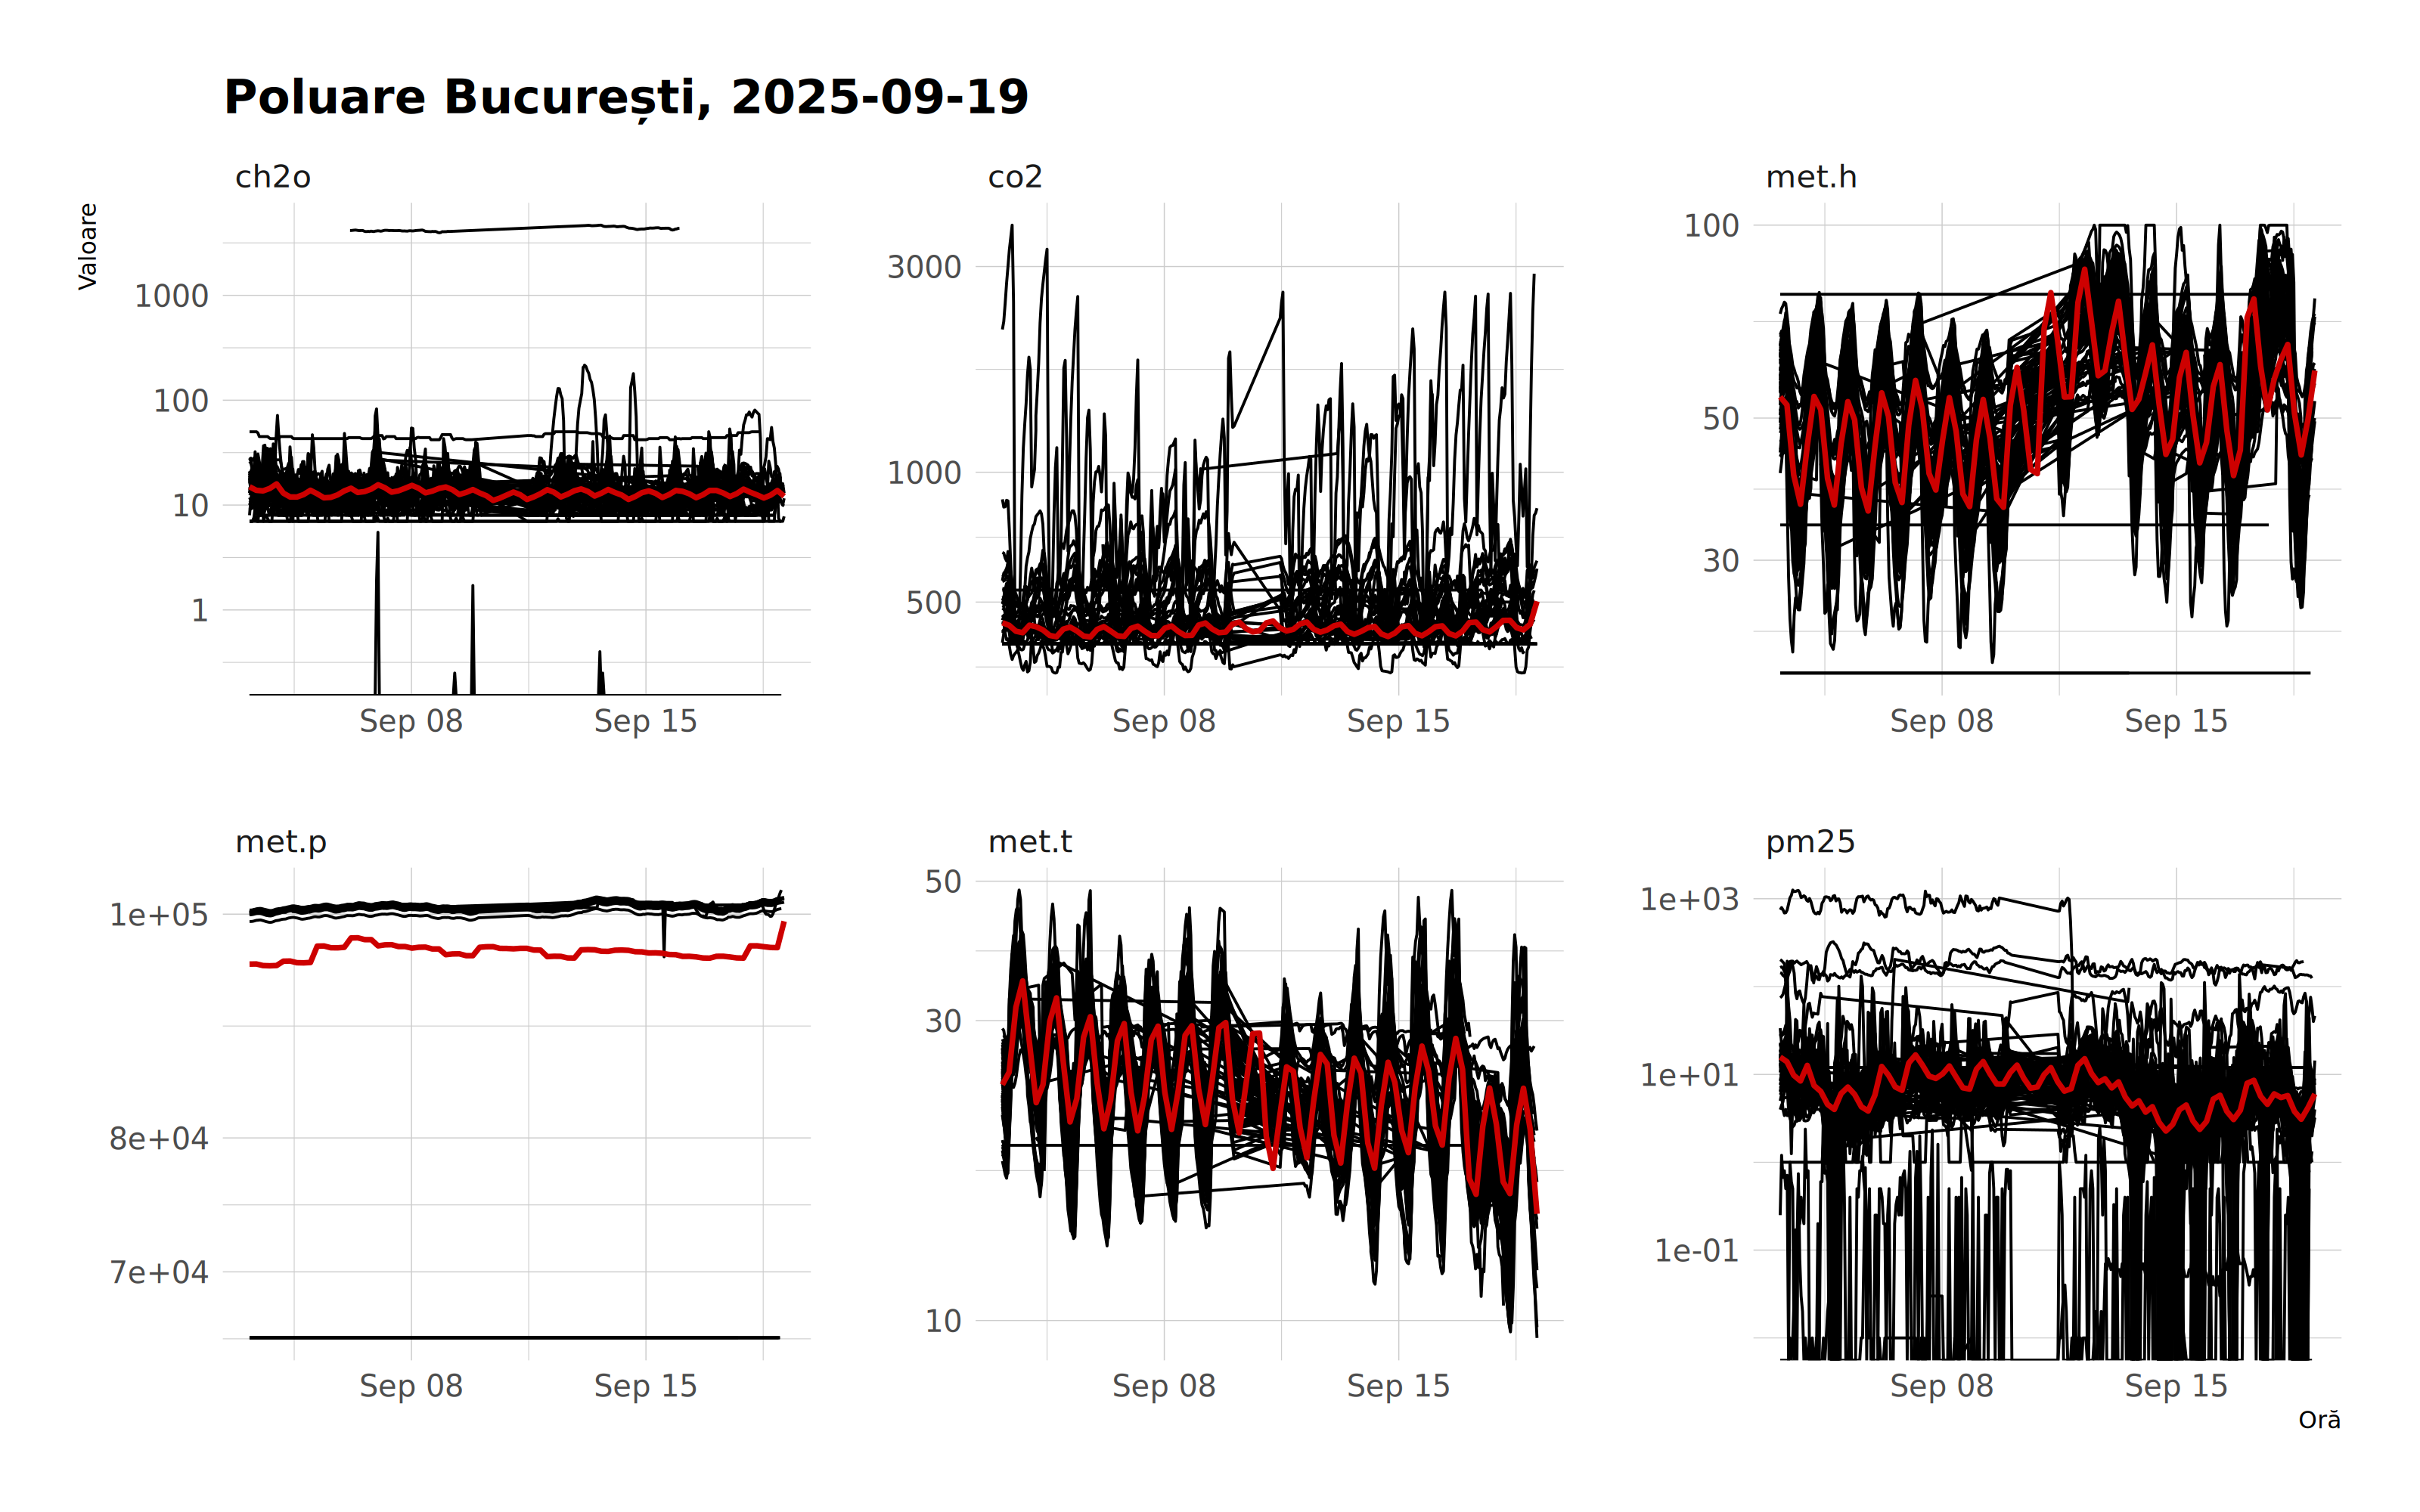 Poluare București, 2025-09-19
Valoare
ch2o
1000
100
10
1
Sep 08 Sep 15
co2
3000
1000
500
Sep 08 Sep 15
met.h
100
50
30
Sep 08 Sep 15
met.p
1e+05
8e+04
7e+04
Sep 08 Sep 15
met.t
50
30
10
Sep 08 Sep 15
pm25
1e+03
1e+01
1e-01
Sep 08 Sep 15
Oră